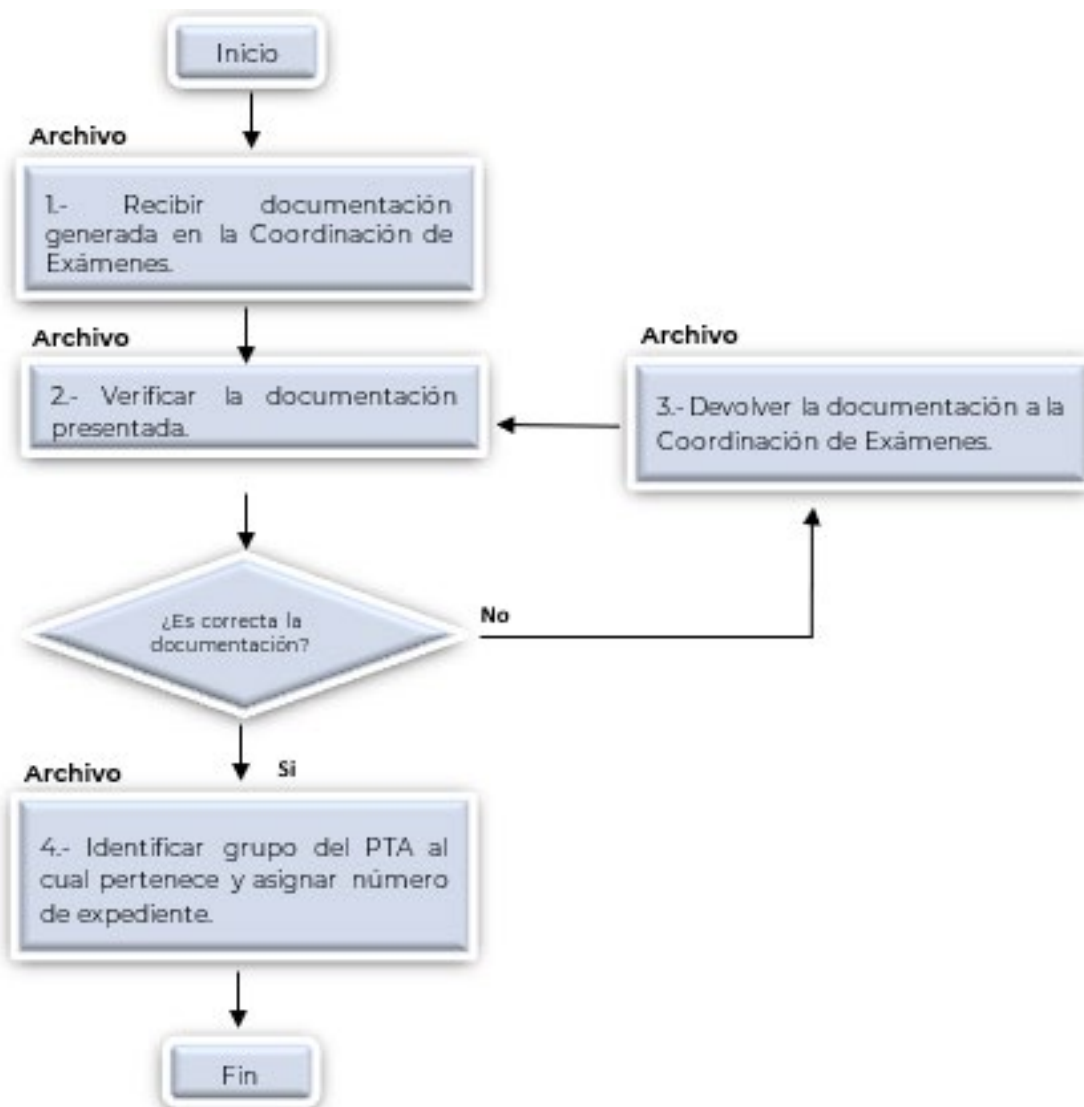 Inicio
Archivo
1.- Recibir documentación
generada en la Coordinación de
Exámenes.
Archivo
2.- Verificar la documentación
presentada.
Archivo
3.- Devolver la documentación a la
Coordinación de Exámenes.
¿Es correcta la
documentación?
No
Si
Archivo
4.- Identificar grupo del PTA al
cual pertenece y asignar número
de expediente.
Fin